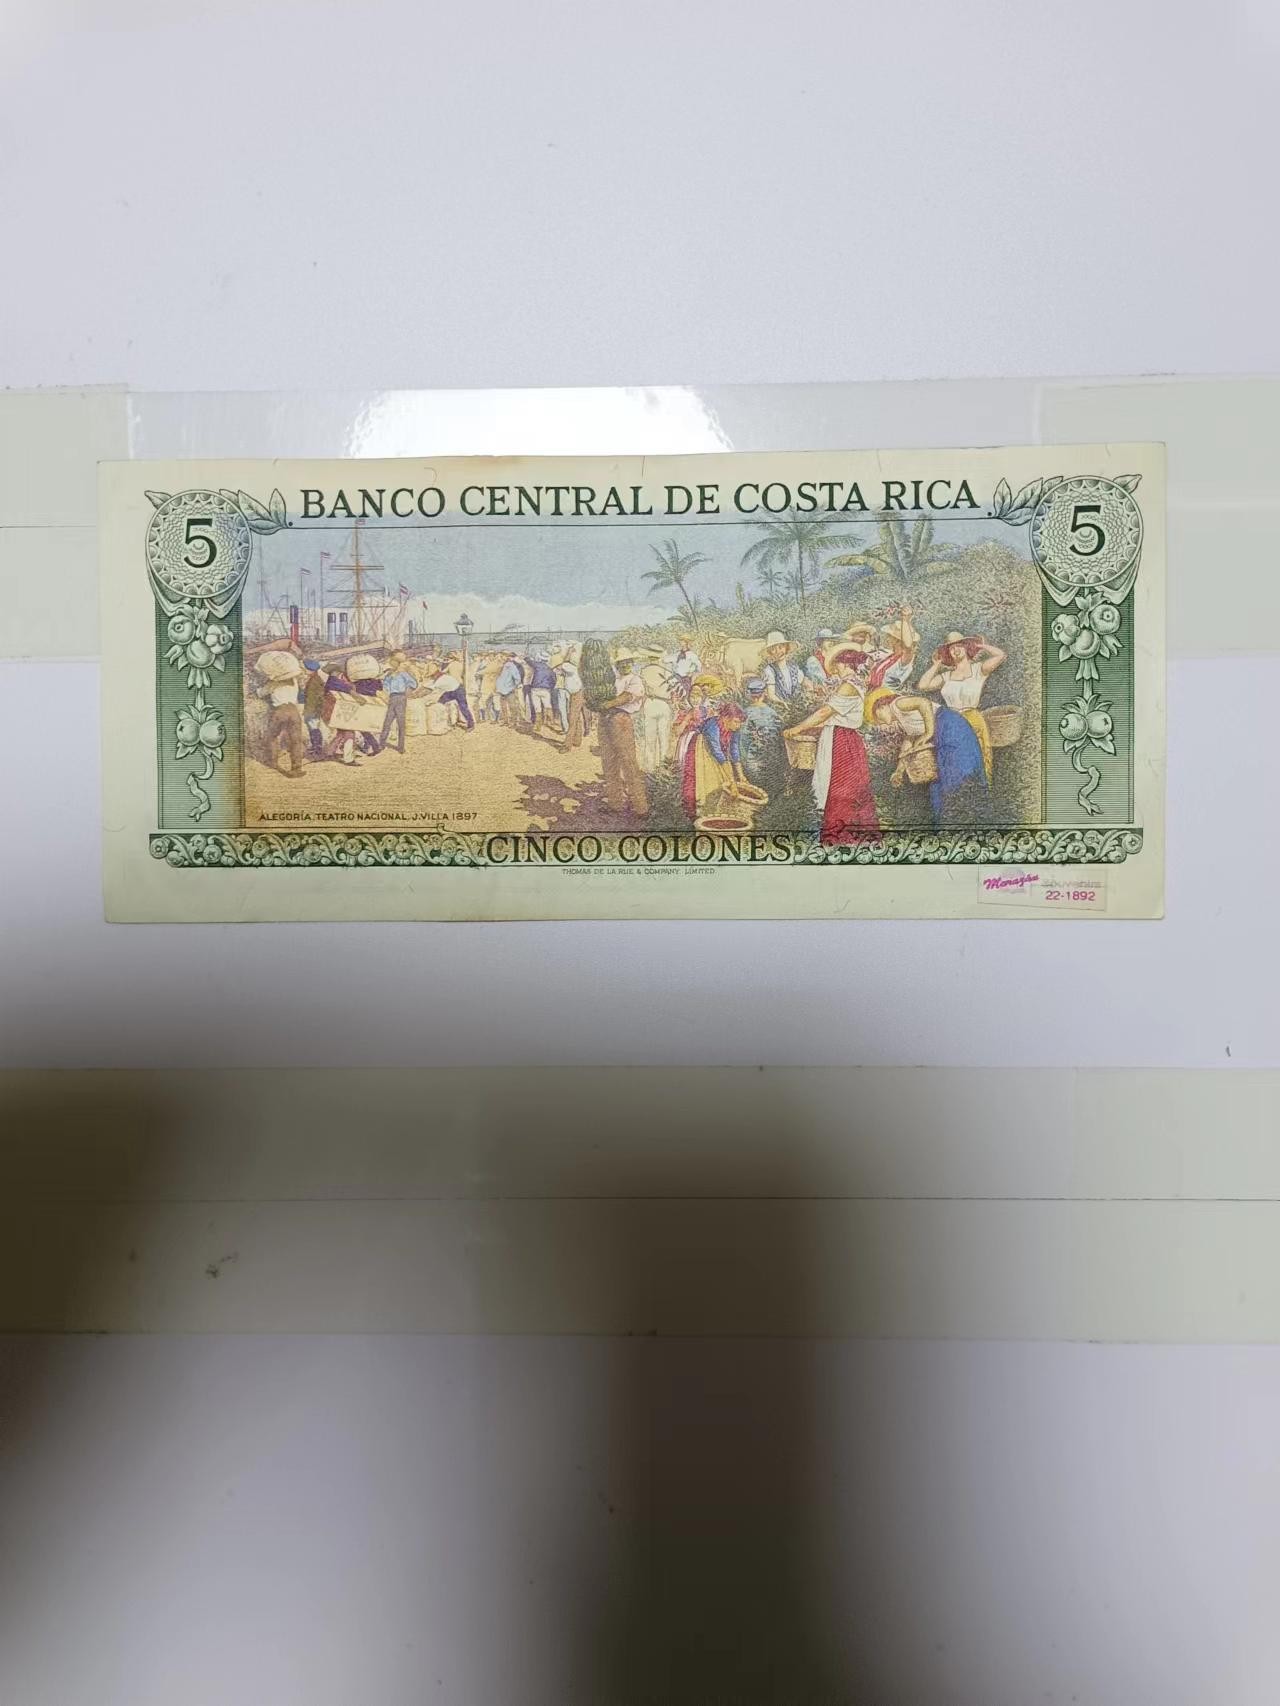 BANCO CENTRAL DE COSTA RICA
5
5
ALEGORÍA, TEATRO NACIONAL, J. VILLA 1897
CINCO COLONES
THOMAS DE LA RUE & COMPANY, LIMITED.
Morazán
Souvenirs
22-1892